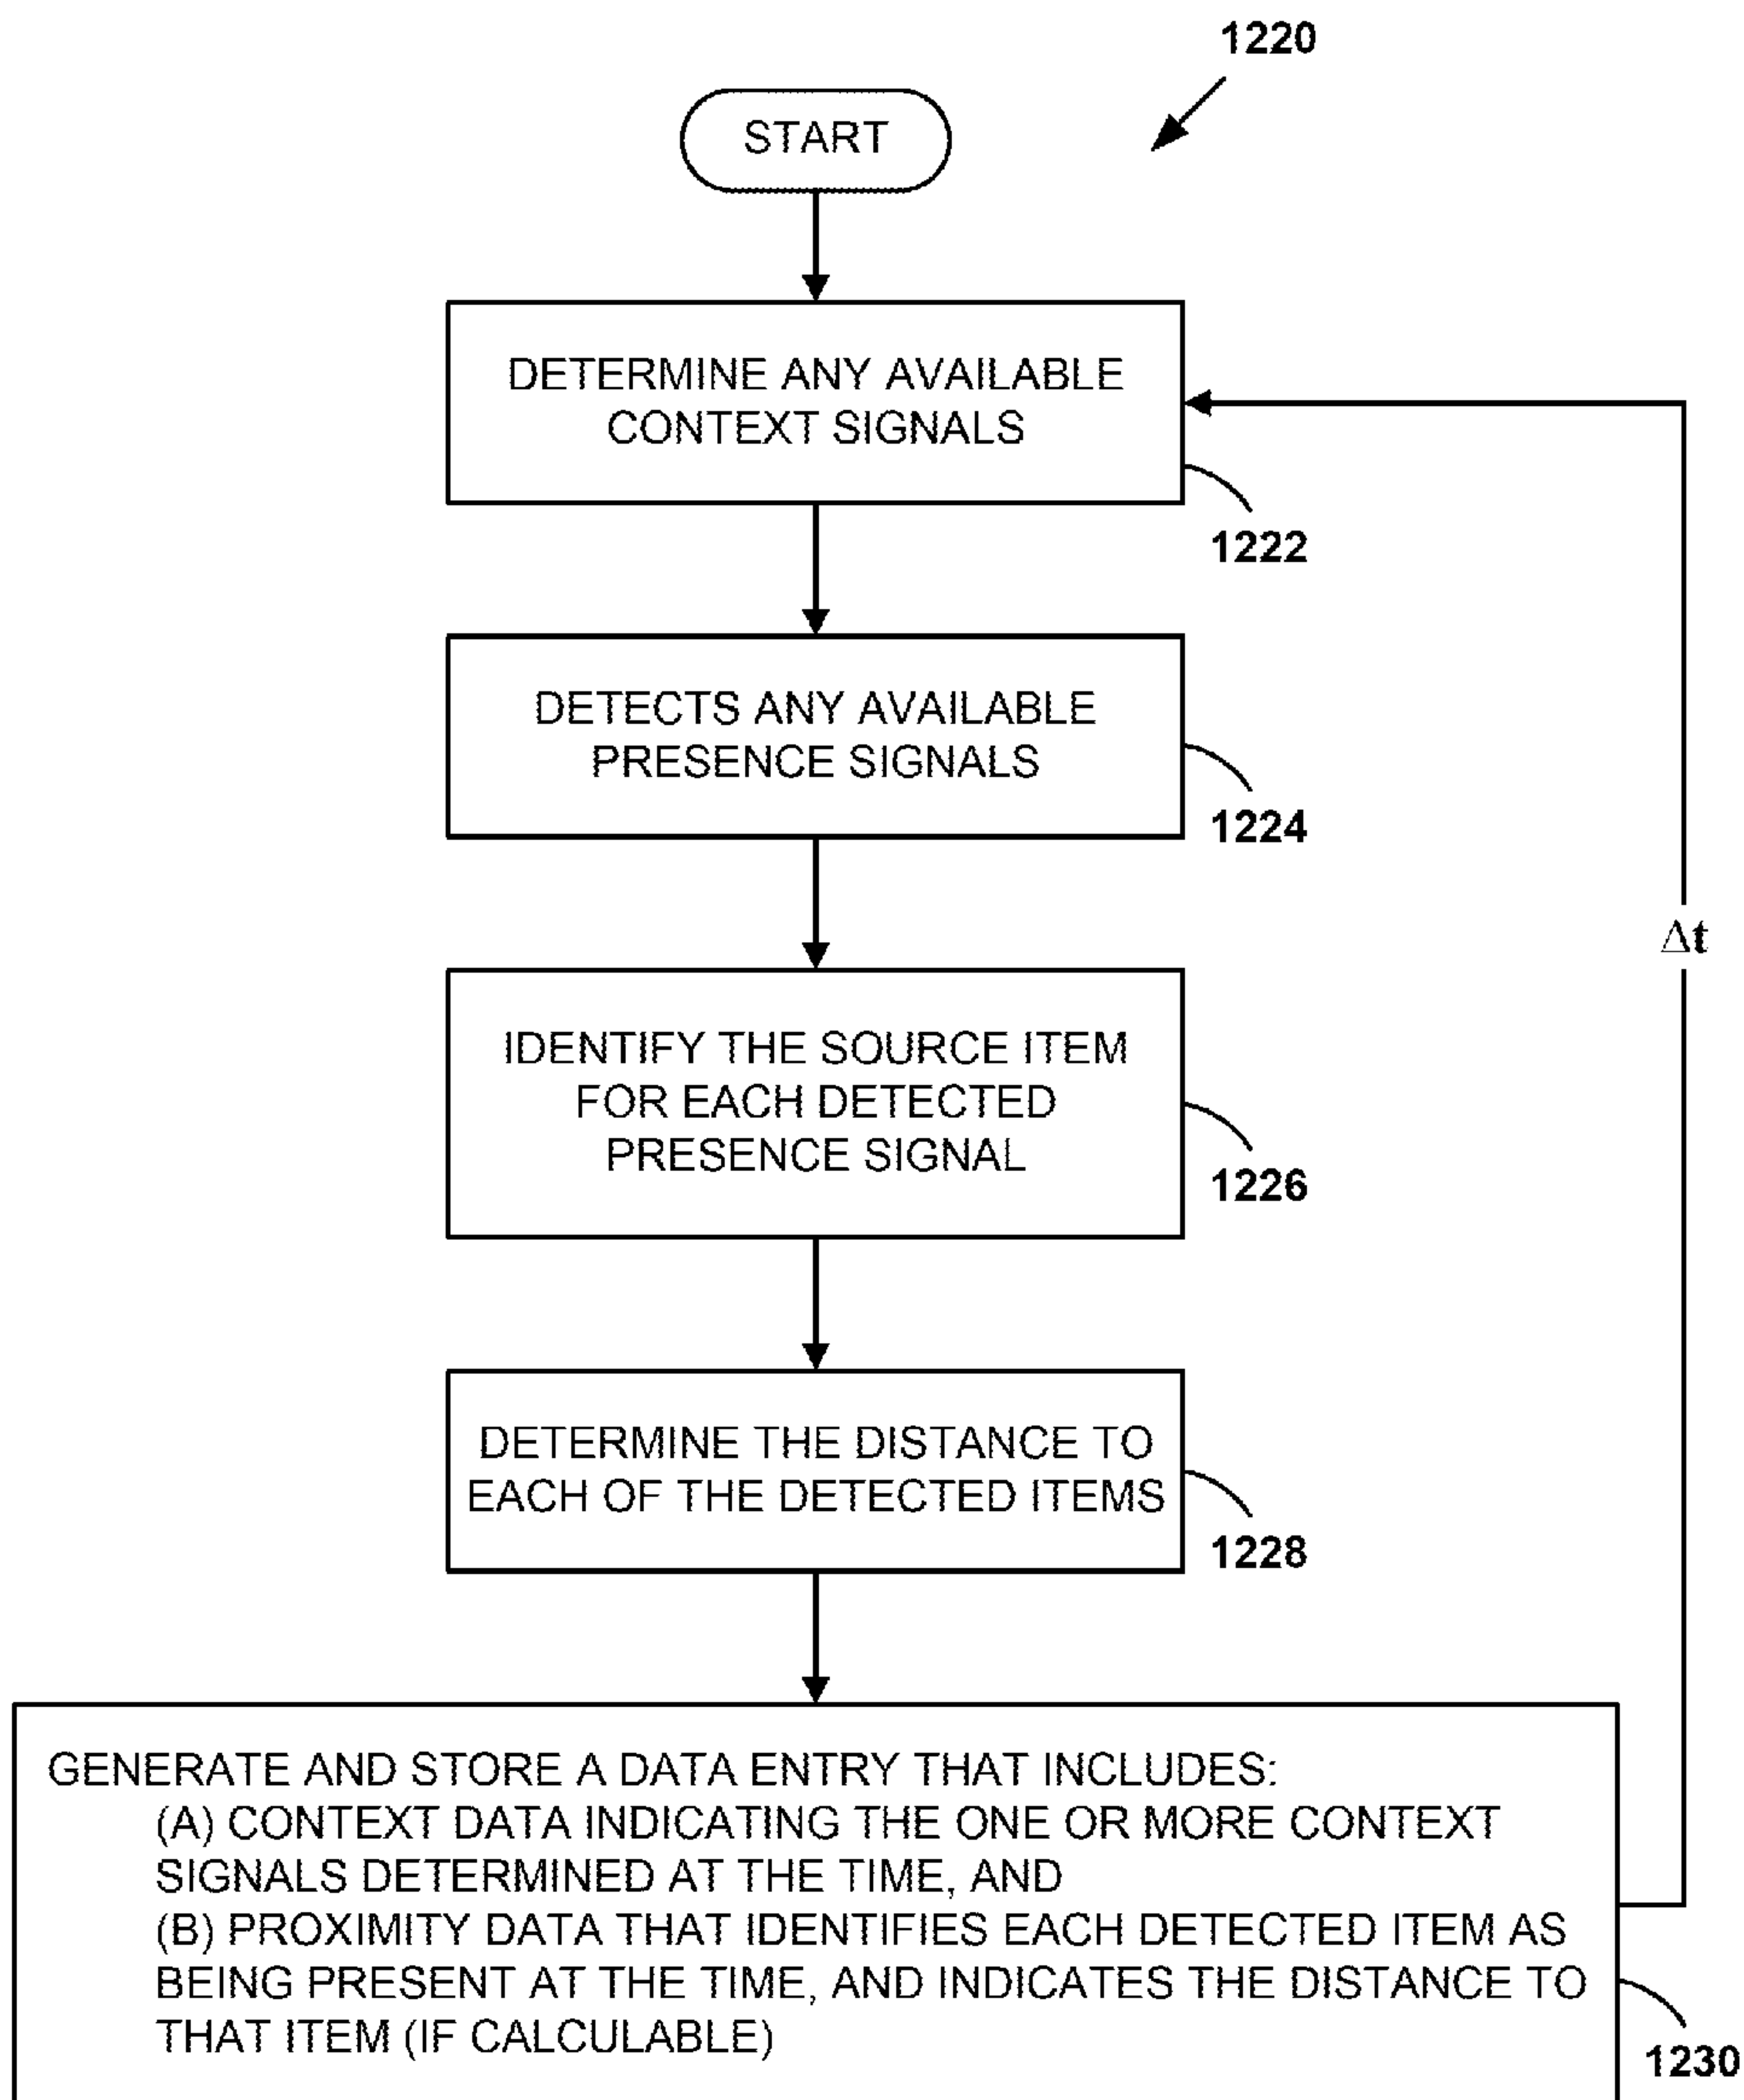 1220
START
DETERMINE ANY AVAILABLE
CONTEXT SIGNALS
1222
DETECTS ANY AVAILABLE
PRESENCE SIGNALS
1224
Δt
IDENTIFY THE SOURCE ITEM
FOR EACH DETECTED
PRESENCE SIGNAL
1226
DETERMINE THE DISTANCE TO
EACH OF THE DETECTED ITEMS
1228
GENERATE AND STORE A DATA ENTRY THAT INCLUDES:
(A) CONTEXT DATA INDICATING THE ONE OR MORE CONTEXT
SIGNALS DETERMINED AT THE TIME, AND
(B) PROXIMITY DATA THAT IDENTIFIES EACH DETECTED ITEM AS
BEING PRESENT AT THE TIME, AND INDICATES THE DISTANCE TO
THAT ITEM (IF CALCULABLE)
1230